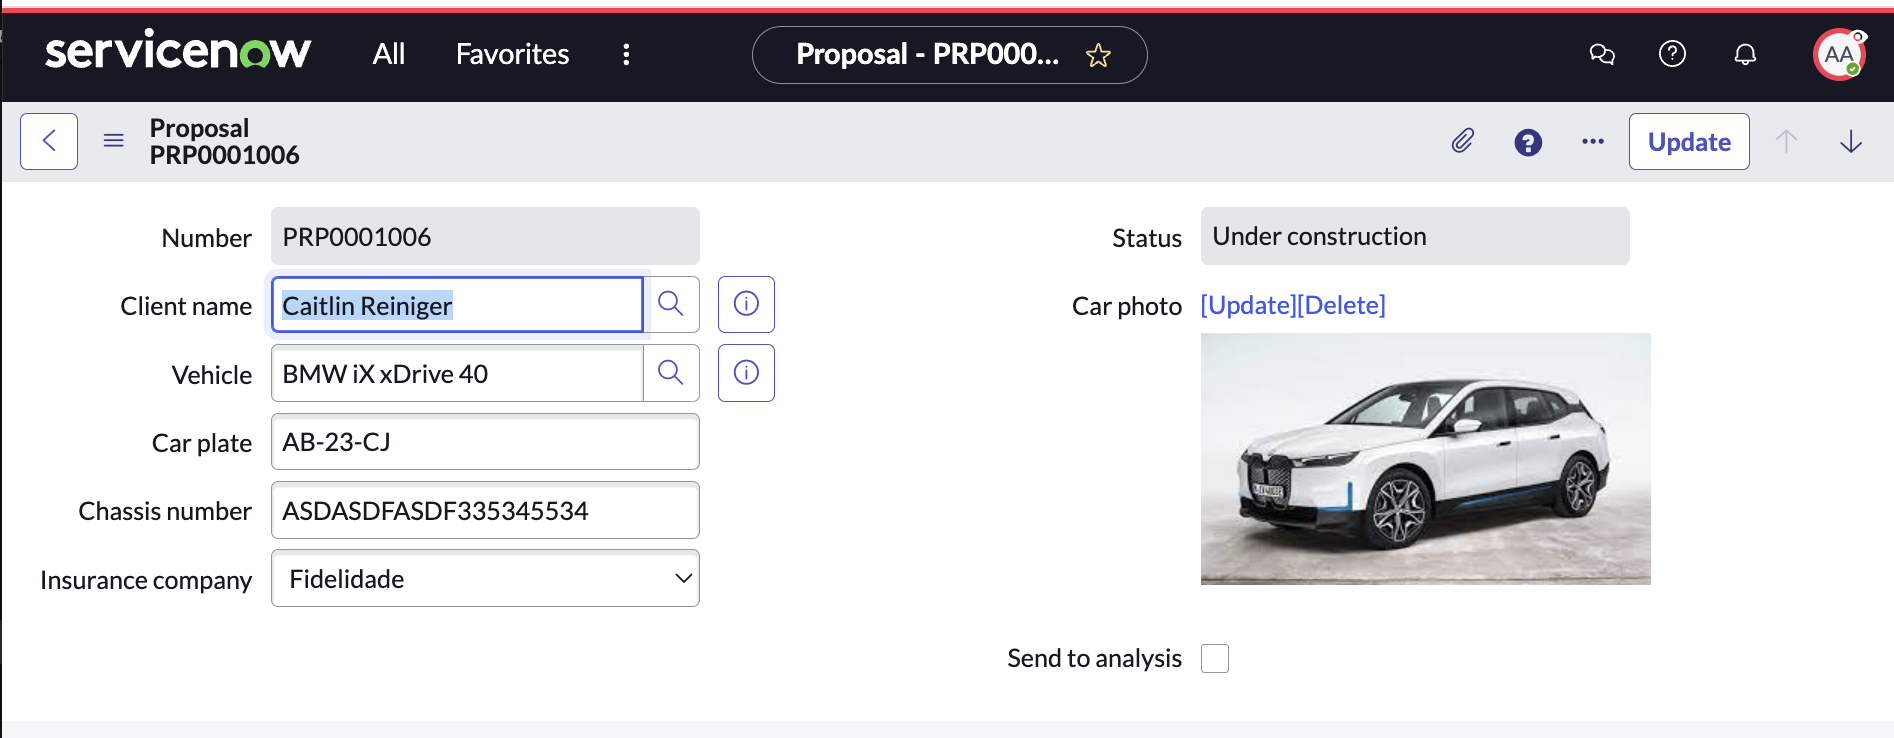 servicenow All Favorites Proposal - PRP000... AA
Proposal
PRP0001006
Update
Number PRP0001006
Status Under construction
Client name Caitlin Reiniger
Car photo [Update][Delete]
Vehicle BMW iX xDrive 40
Car plate AB-23-CJ
Chassis number ASDASDFASDF335345534
Insurance company Fidelidade
Send to analysis